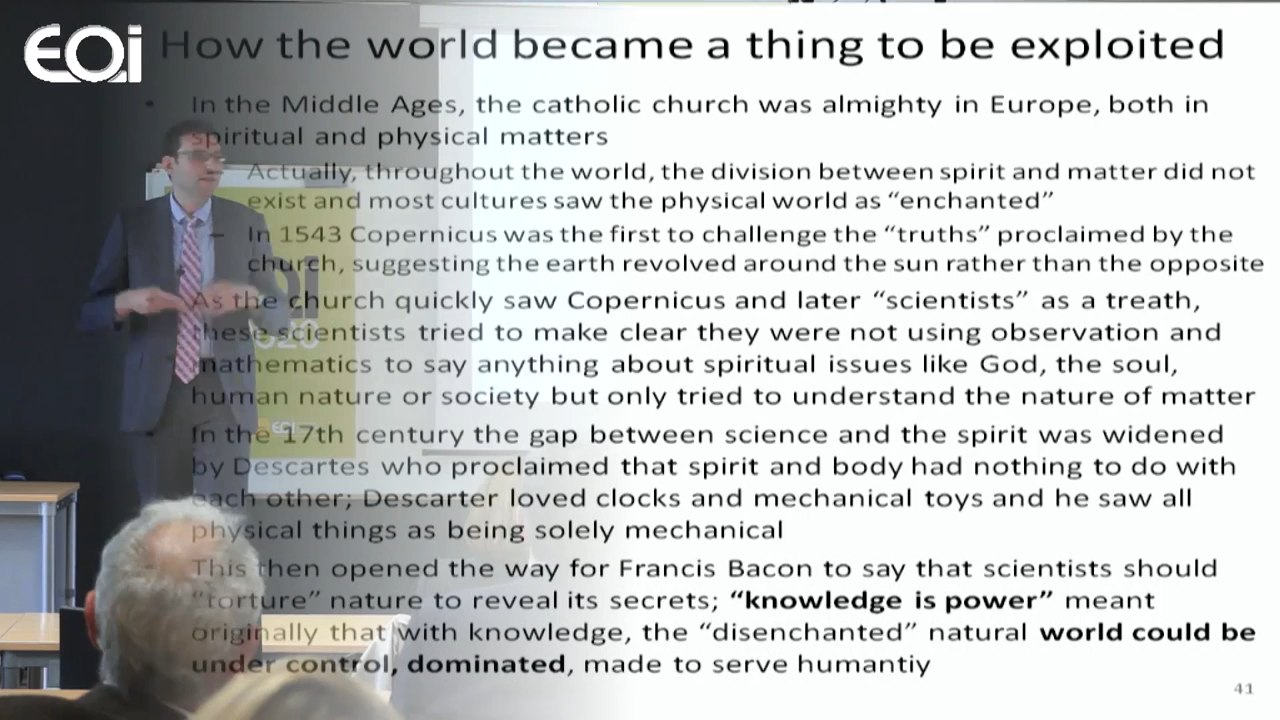 EOi
How the world became a thing to be exploited
• In the Middle Ages, the catholic church was almighty in Europe, both in
spiritual and physical matters
Actually, throughout the world, the division between spirit and matter did not
exist and most cultures saw the physical world as “enchanted”
– In 1543 Copernicus was the first to challenge the “truths” proclaimed by the
church, suggesting the earth revolved around the sun rather than the opposite
As the church quickly saw Copernicus and later “scientists” as a treath,
these scientists tried to make clear they were not using observation and
mathematics to say anything about spiritual issues like God, the soul,
human nature or society but only tried to understand the nature of matter
• In the 17th century the gap between science and the spirit was widened
by Descartes who proclaimed that spirit and body had nothing to do with
each other; Descarter loved clocks and mechanical toys and he saw all
physical things as being solely mechanical
This then opened the way for Francis Bacon to say that scientists should
“torture” nature to reveal its secrets; “knowledge is power” meant
originally that with knowledge, the “disenchanted” natural world could be
under control, dominated, made to serve humantiy
41